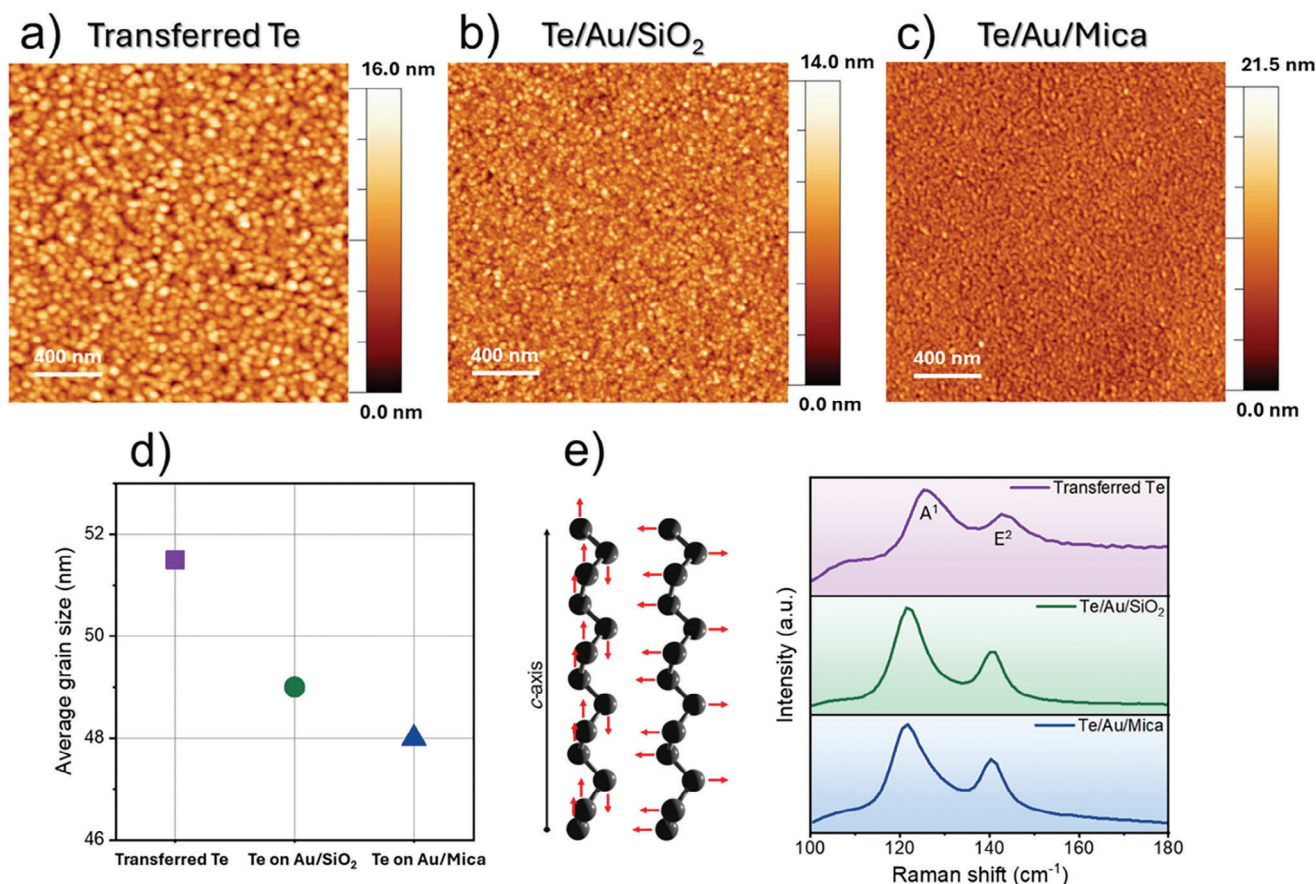 a) Transferred Te
16.0 nm
400 nm
0.0 nm
b) Te/Au/SiO₂
14.0 nm
400 nm
0.0 nm
c) Te/Au/Mica
21.5 nm
400 nm
0.0 nm
d)
Average grain size (nm)
52
50
48
46
Transferred Te
Te on Au/SiO₂
Te on Au/Mica
e)
c-axis
Intensity (a.u.)
Transferred Te
A¹
E²
Te/Au/SiO₂
Te/Au/Mica
100 120 140 160 180
Raman shift (cm⁻¹)